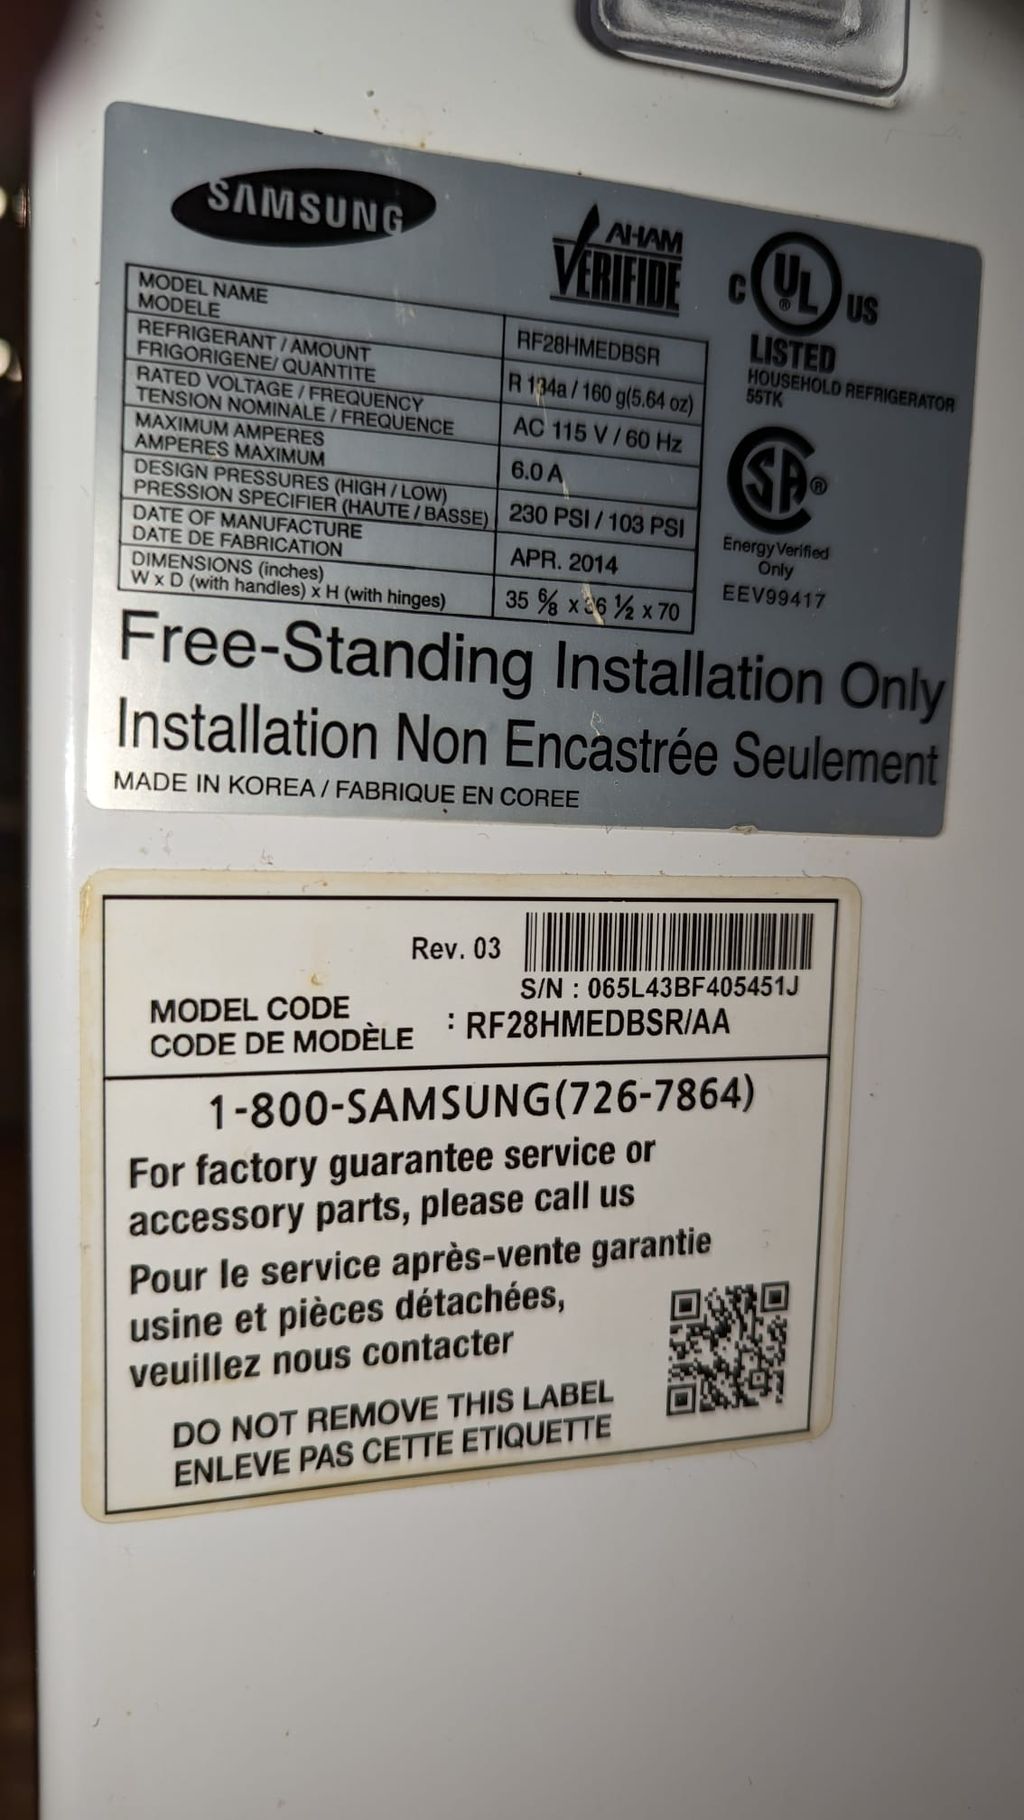 SAMSUNG
AHAM
VERIFIDE
C UL US
®
LISTED
HOUSEHOLD REFRIGERATOR
55TK
SA ®
Energy Verified
Only
EEV99417
MODEL NAME
MODELE
RF28HMEDBSR
REFRIGERANT / AMOUNT
FRIGORIGENE/ QUANTITE
R 134a / 160 g(5.64 oz)
RATED VOLTAGE / FREQUENCY
TENSION NOMINALE / FREQUENCE
AC 115 V / 60 Hz
MAXIMUM AMPERES
AMPERES MAXIMUM
6.0 A
DESIGN PRESSURES (HIGH / LOW)
PRESSION SPECIFIER (HAUTE / BASSE)
230 PSI / 103 PSI
DATE OF MANUFACTURE
DATE DE FABRICATION
APR. 2014
DIMENSIONS (inches)
W x D (with handles) x H (with hinges)
35 6/8 x 36 1/2 x 70
Free-Standing Installation Only
Installation Non Encastrée Seulement
MADE IN KOREA / FABRIQUE EN COREE
Rev. 03
S/N : 065L43BF405451J
MODEL CODE
CODE DE MODÈLE : RF28HMEDBSR/AA
1-800-SAMSUNG(726-7864)
For factory guarantee service or
accessory parts, please call us
Pour le service après-vente garantie
usine et pièces détachées,
veuillez nous contacter
DO NOT REMOVE THIS LABEL
ENLEVE PAS CETTE ETIQUETTE